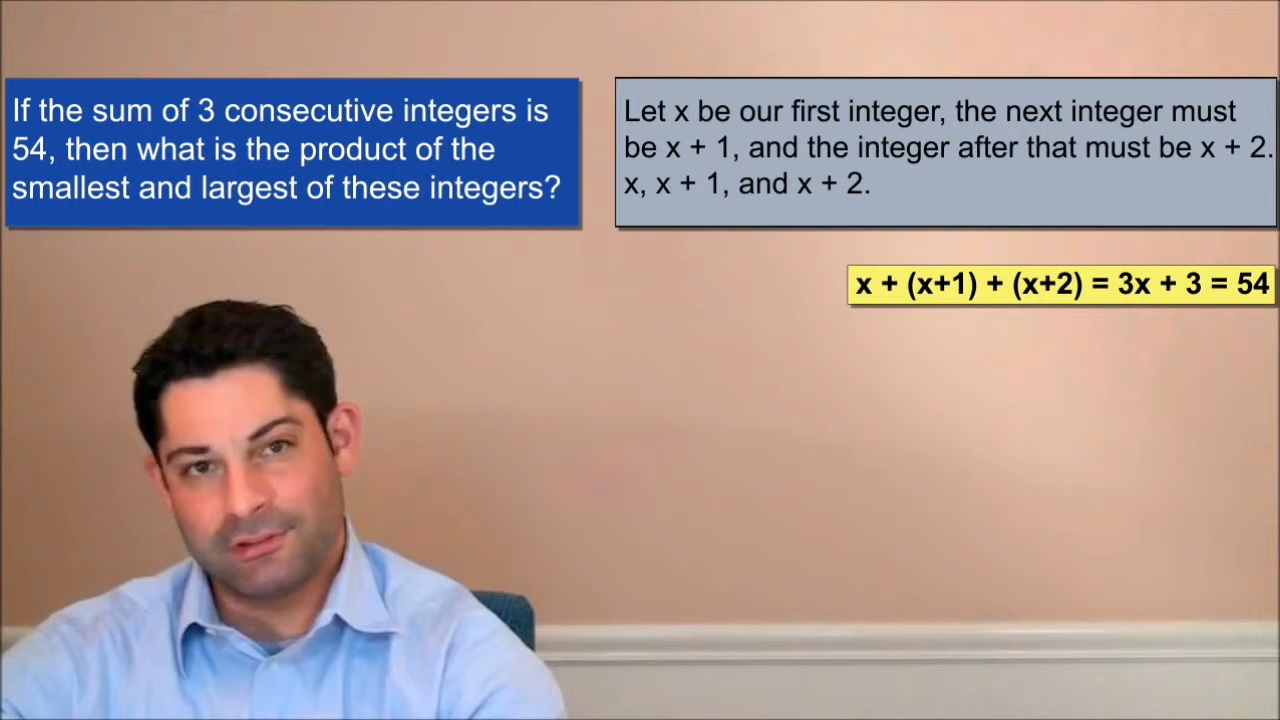 If the sum of 3 consecutive integers is
54, then what is the product of the
smallest and largest of these integers?
Let x be our first integer, the next integer must
be x + 1, and the integer after that must be x + 2.
x, x + 1, and x + 2.
x + (x+1) + (x+2) = 3x + 3 = 54